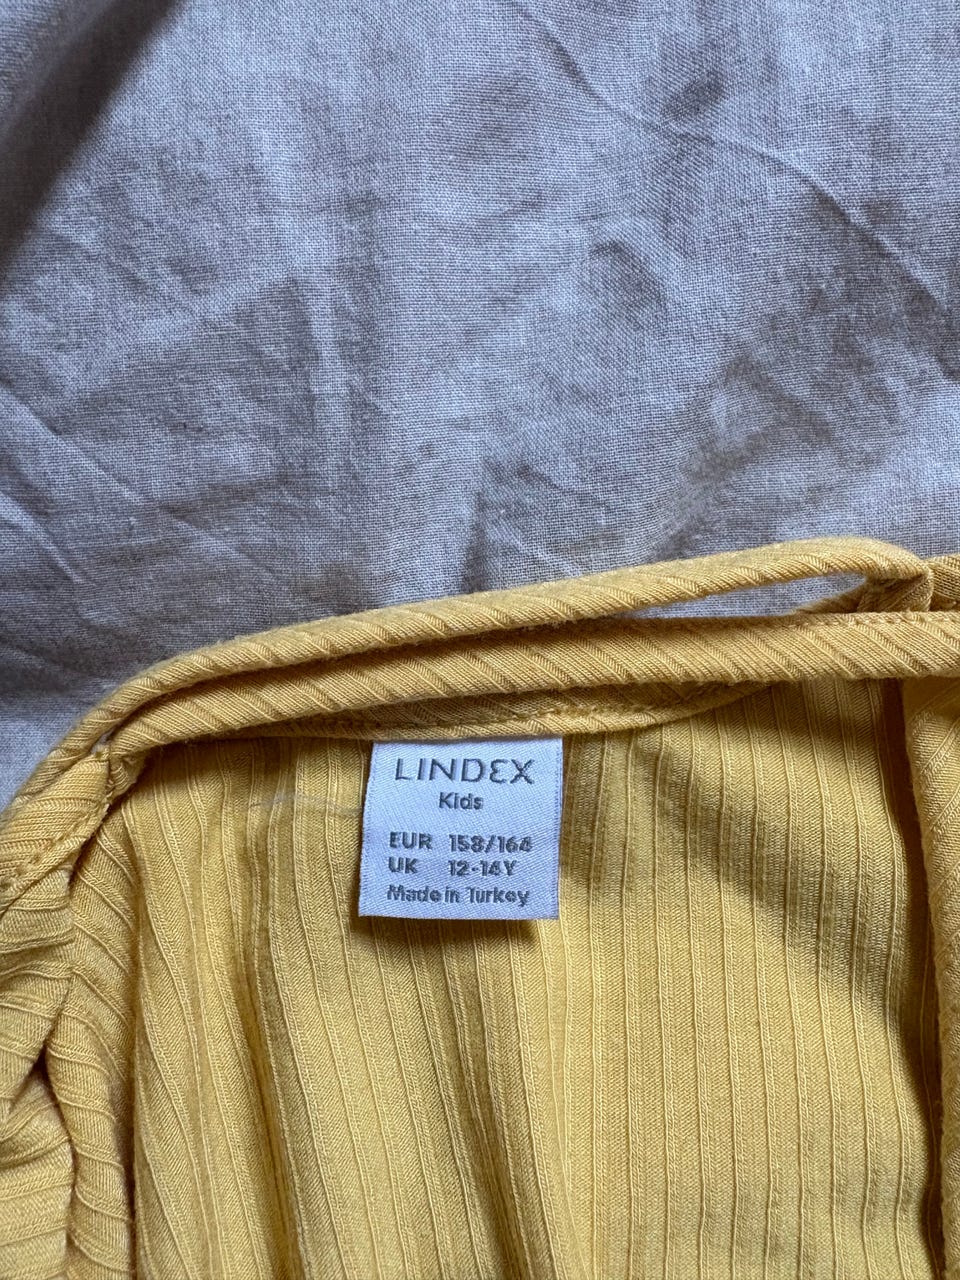 LINDEX
Kids
EUR 158/164
UK 12-14Y
Made in Turkey